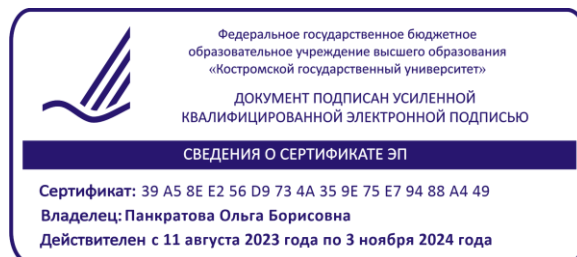 Федеральное государственное бюджетное
образовательное учреждение высшего образования
«Костромской государственный университет»
ДОКУМЕНТ ПОДПИСАН УСИЛЕННОЙ
КВАЛИФИЦИРОВАННОЙ ЭЛЕКТРОННОЙ ПОДПИСЬЮ
СВЕДЕНИЯ О СЕРТИФИКАТЕ ЭП
Сертификат: 39 A5 8E E2 56 D9 73 4A 35 9E 75 E7 94 88 A4 49
Владелец: Панкратова Ольга Борисовна
Действителен с 11 августа 2023 года по 3 ноября 2024 года